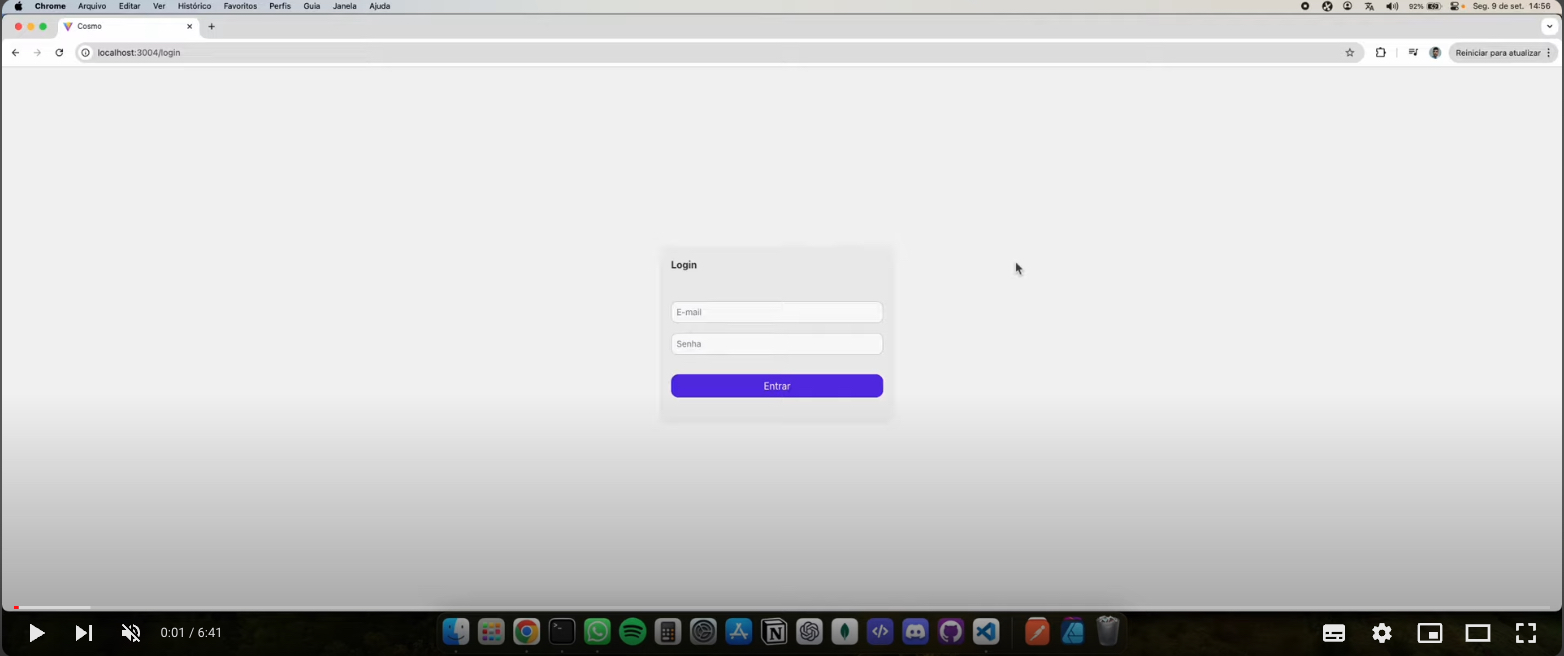 Chrome Arquivo Editar Ver Histórico Favoritos Perfis Guia Janela Ajuda 92% Seg. 9 de set. 14:56
Cosmo
localhost:3004/login Reiniciar para atualizar
Login
E-mail
Senha
Entrar
0:01 / 6:41